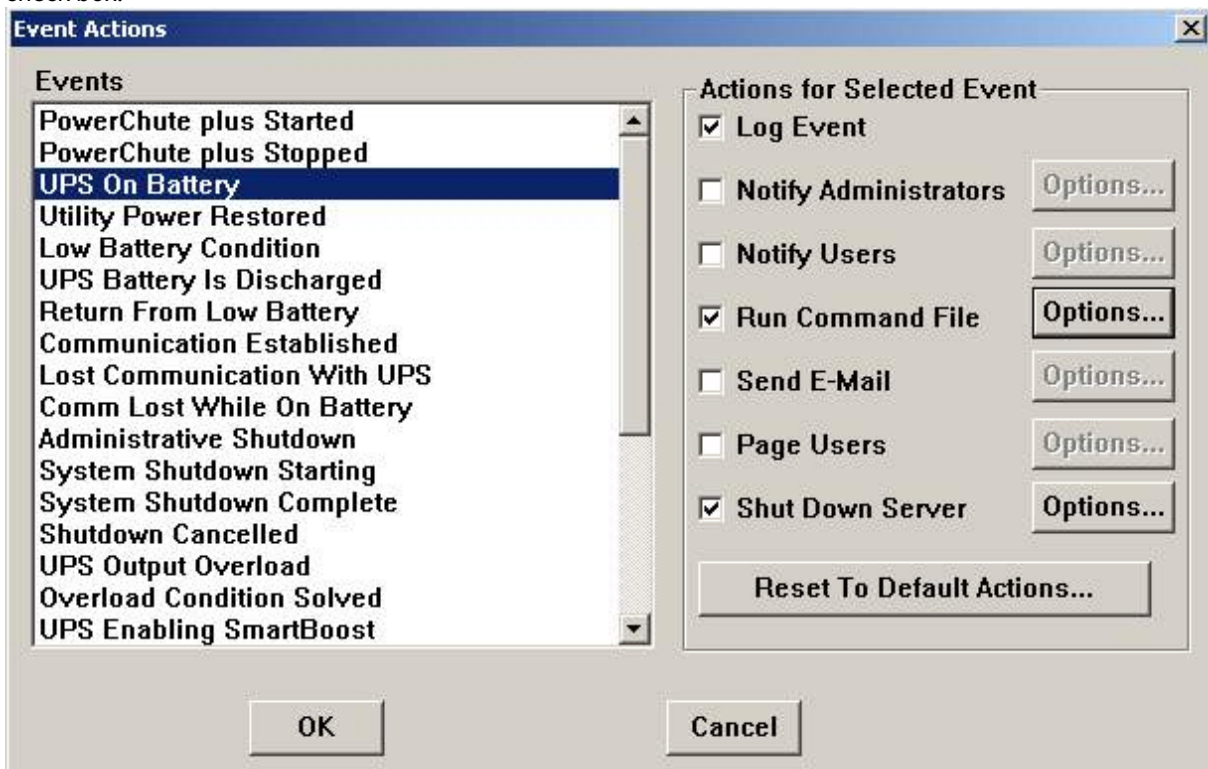 check box.
Event Actions
Events
PowerChute plus Started
PowerChute plus Stopped
UPS On Battery
Utility Power Restored
Low Battery Condition
UPS Battery Is Discharged
Return From Low Battery
Communication Established
Lost Communication With UPS
Comm Lost While On Battery
Administrative Shutdown
System Shutdown Starting
System Shutdown Complete
Shutdown Cancelled
UPS Output Overload
Overload Condition Solved
UPS Enabling SmartBoost
Actions for Selected Event
Log Event
Notify Administrators Options...
Notify Users Options...
Run Command File Options...
Send E-Mail Options...
Page Users Options...
Shut Down Server Options...
Reset To Default Actions...
OK Cancel